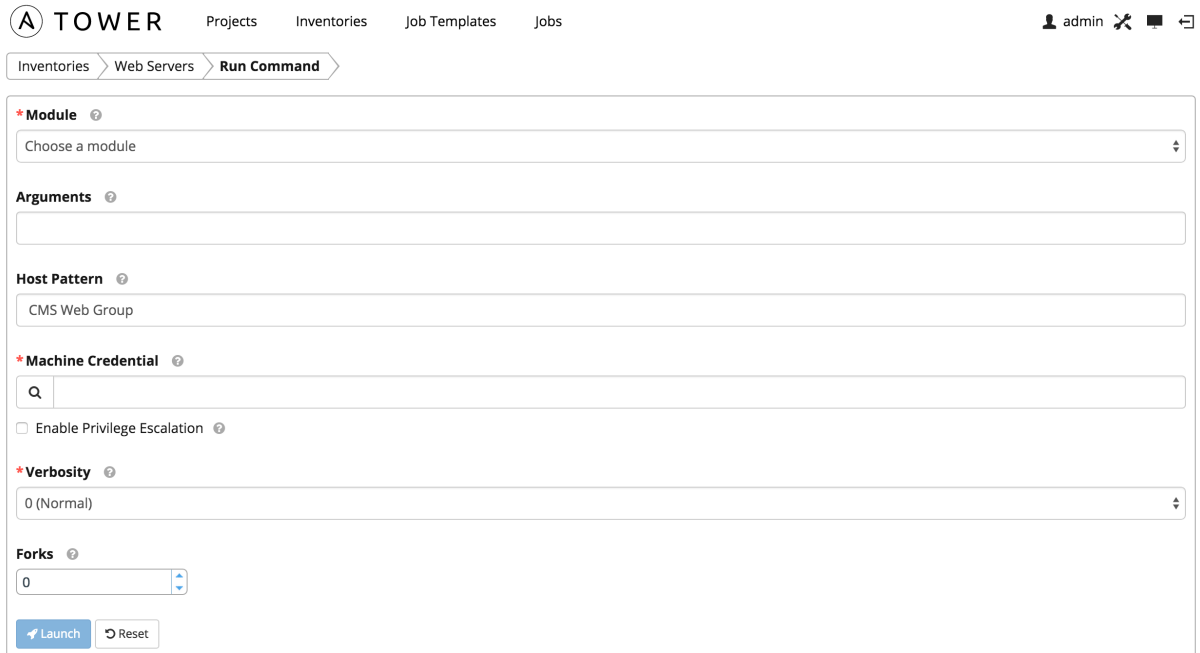 TOWER Projects Inventories Job Templates Jobs admin
Inventories Web Servers Run Command
* Module ?
Choose a module
Arguments ?
Host Pattern ?
CMS Web Group
* Machine Credential ?
Enable Privilege Escalation ?
* Verbosity ?
0 (Normal)
Forks ?
0
Launch Reset